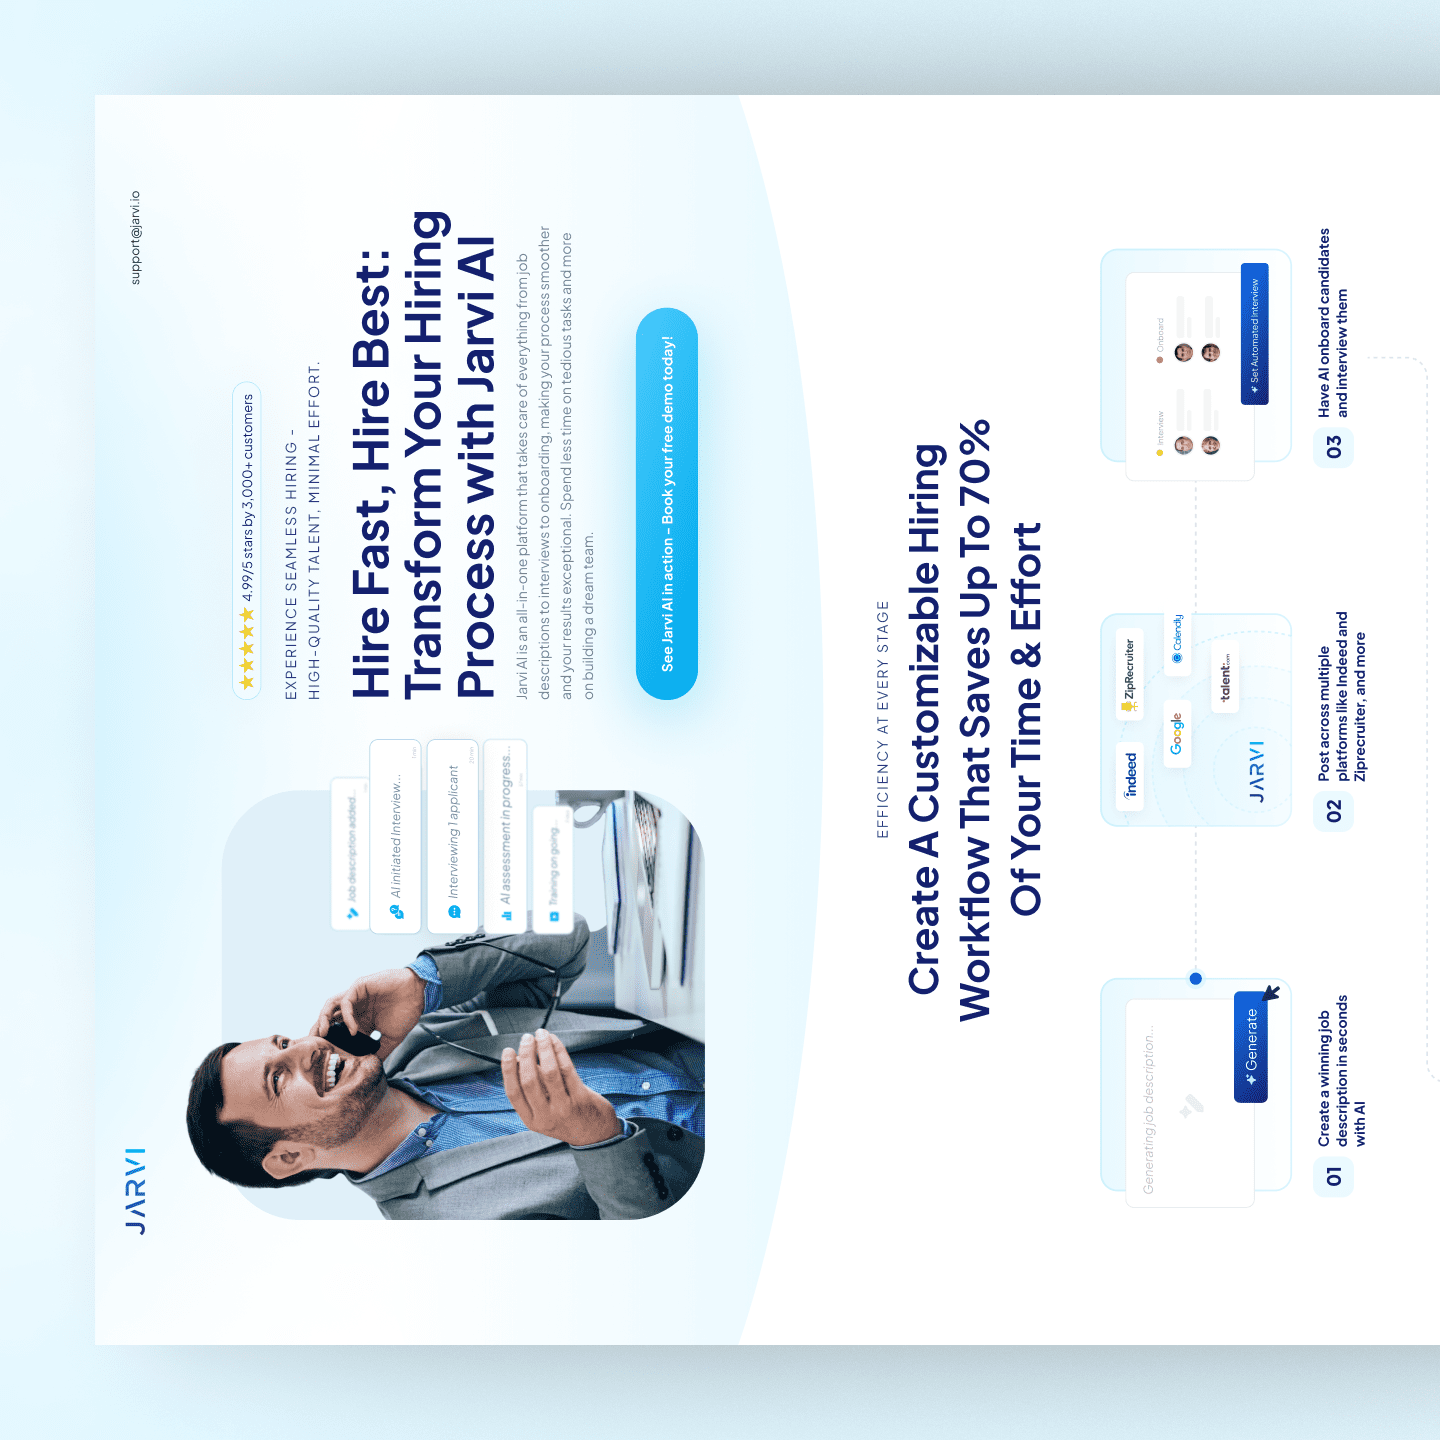 JARVI
support@jarvi.io
4.99/5 stars by 3,000+ customers
EXPERIENCE SEAMLESS HIRING -
HIGH-QUALITY TALENT, MINIMAL EFFORT.
Hire Fast, Hire Best:
Transform Your Hiring
Process with Jarvi AI
Jarvi AI is an all-in-one platform that takes care of everything from job
descriptions to interviews to onboarding, making your process smoother
and your results exceptional. Spend less time on tedious tasks and more
on building a dream team.
See Jarvi AI in action - Book your free demo today!
Job description added...
AI initiated Interview...
Interviewing 1 applicant
AI assessment in progress...
Training on going...
EFFICIENCY AT EVERY STAGE
Create A Customizable Hiring
Workflow That Saves Up To 70%
Of Your Time & Effort
Generating job description...
Generate
01
Create a winning job
description in seconds
with AI
indeed
ZipRecruiter
Google
Calendly
talent.com
JARVI
02
Post across multiple
platforms like Indeed and
Ziprecruiter, and more
Interview
Onboard
Set Automated Interview
03
Have AI onboard candidates
and interview them